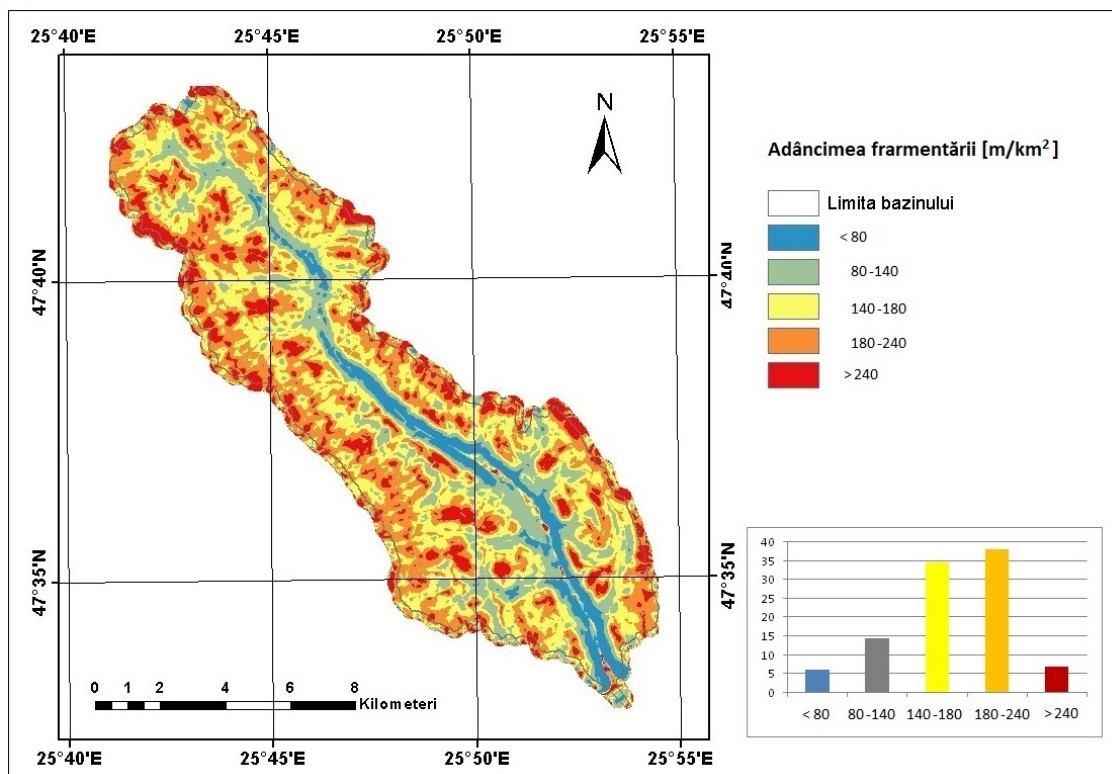 25°40'E 25°45'E 25°50'E 25°55'E
N
47°40'N
47°40'N
47°35'N
47°35'N
0 1 2 4 6 8
Kilometeri
25°40'E 25°45'E 25°50'E 25°55'E
Adâncimea frarmentării [m/km²]
Limita bazinului
< 80
80-140
140-180
180-240
>240
40
35
30
25
20
15
10
5
0
< 80 80-140 140-180 180-240 >240